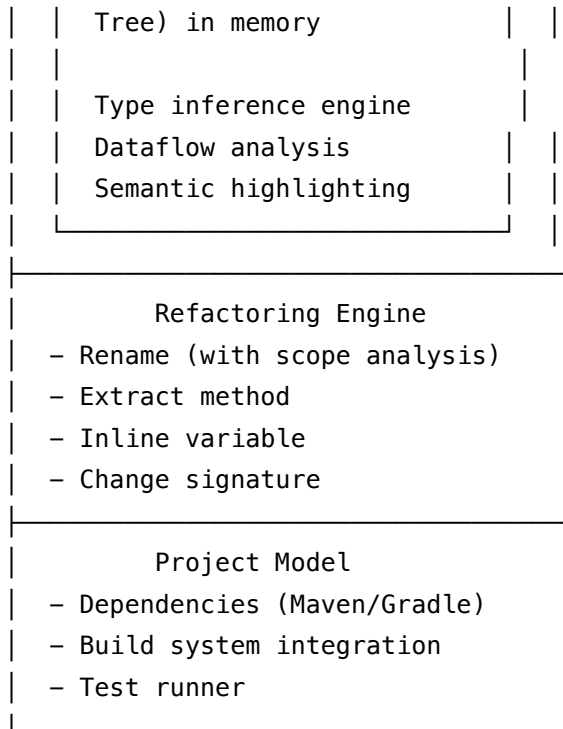 Tree) in memory
Type inference engine
Dataflow analysis
Semantic highlighting
Refactoring Engine
– Rename (with scope analysis)
– Extract method
– Inline variable
– Change signature
Project Model
– Dependencies (Maven/Gradle)
– Build system integration
– Test runner